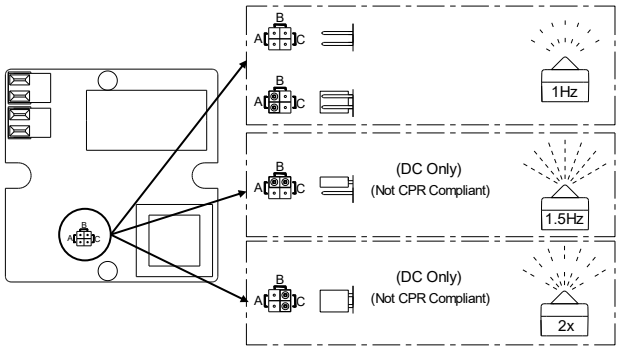 B
A C
B
A C
1Hz
B
A C
(DC Only)
(Not CPR Compliant)
1.5Hz
B
A C
B
A C
(DC Only)
(Not CPR Compliant)
2x